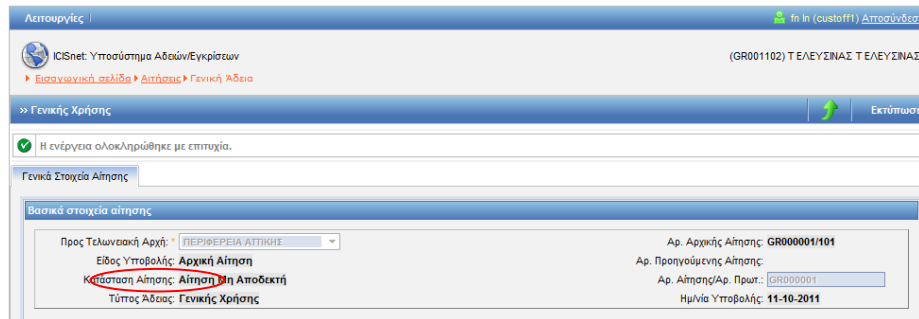 Λειτουργίες
fn ln (custoff1) Αποσύνδεσ
ICISnet: Υποσύστημα Αδειών/Εγκρίσεων
(GR001102) Τ ΕΛΕΥΣΙΝΑΣ Τ ΕΛΕΥΣΙΝΑΣ
Εισαγωγική σελίδα Αιτήσεις Γενική Άδεια
» Γενικής Χρήσης
Εκτύπωση
Η ενέργεια ολοκληρώθηκε με επιτυχία.
Γενικά Στοιχεία Αίτησης
Βασικά στοιχεία αίτησης
Προς Τελωνειακή Αρχή: * ΠΕΡΙΦΕΡΕΙΑ ΑΤΤΙΚΗΣ
Αρ. Αρχικής Αίτησης: GR000001/101
Είδος Υποβολής: Αρχική Αίτηση
Αρ. Προηγούμενης Αίτησης:
Κατάσταση Αίτησης: Αίτηση Μη Αποδεκτή
Αρ. Αίτησης/Αρ. Πρωτ.: GR000001
Τύπος Άδειας: Γενικής Χρήσης
Ημ/νία Υποβολής: 11-10-2011